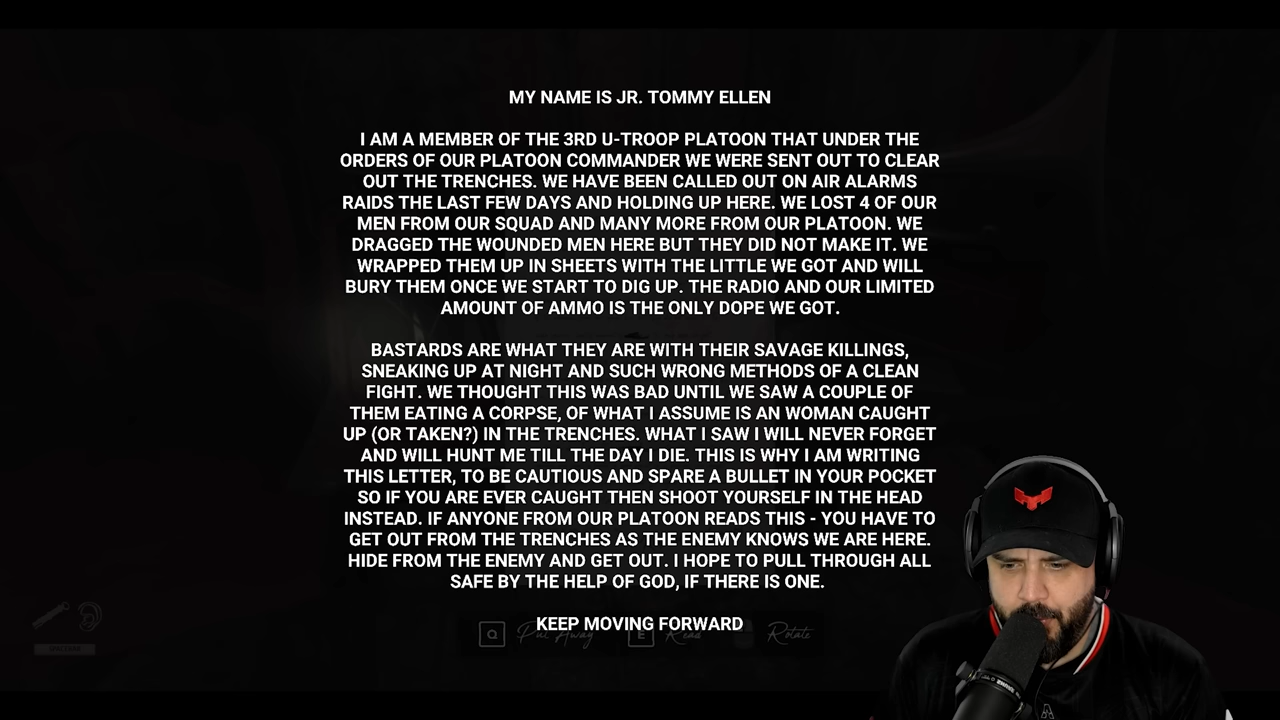 MY NAME IS JR. TOMMY ELLEN
I AM A MEMBER OF THE 3RD U-TROOP PLATOON THAT UNDER THE
ORDERS OF OUR PLATOON COMMANDER WE WERE SENT OUT TO CLEAR
OUT THE TRENCHES. WE HAVE BEEN CALLED OUT ON AIR ALARMS
RAIDS THE LAST FEW DAYS AND HOLDING UP HERE. WE LOST 4 OF OUR
MEN FROM OUR SQUAD AND MANY MORE FROM OUR PLATOON. WE
DRAGGED THE WOUNDED MEN HERE BUT THEY DID NOT MAKE IT. WE
WRAPPED THEM UP IN SHEETS WITH THE LITTLE WE GOT AND WILL
BURY THEM ONCE WE START TO DIG UP. THE RADIO AND OUR LIMITED
AMOUNT OF AMMO IS THE ONLY DOPE WE GOT.
BASTARDS ARE WHAT THEY ARE WITH THEIR SAVAGE KILLINGS,
SNEAKING UP AT NIGHT AND SUCH WRONG METHODS OF A CLEAN
FIGHT. WE THOUGHT THIS WAS BAD UNTIL WE SAW A COUPLE OF
THEM EATING A CORPSE, OF WHAT I ASSUME IS AN WOMAN CAUGHT
UP (OR TAKEN?) IN THE TRENCHES. WHAT I SAW I WILL NEVER FORGET
AND WILL HUNT ME TILL THE DAY I DIE. THIS IS WHY I AM WRITING
THIS LETTER, TO BE CAUTIOUS AND SPARE A BULLET IN YOUR POCKET
SO IF YOU ARE EVER CAUGHT THEN SHOOT YOURSELF IN THE HEAD
INSTEAD. IF ANYONE FROM OUR PLATOON READS THIS - YOU HAVE TO
GET OUT FROM THE TRENCHES AS THE ENEMY KNOWS WE ARE HERE.
HIDE FROM THE ENEMY AND GET OUT. I HOPE TO PULL THROUGH ALL
SAFE BY THE HELP OF GOD, IF THERE IS ONE.
KEEP MOVING FORWARD
Q Put Away E Read Rotate